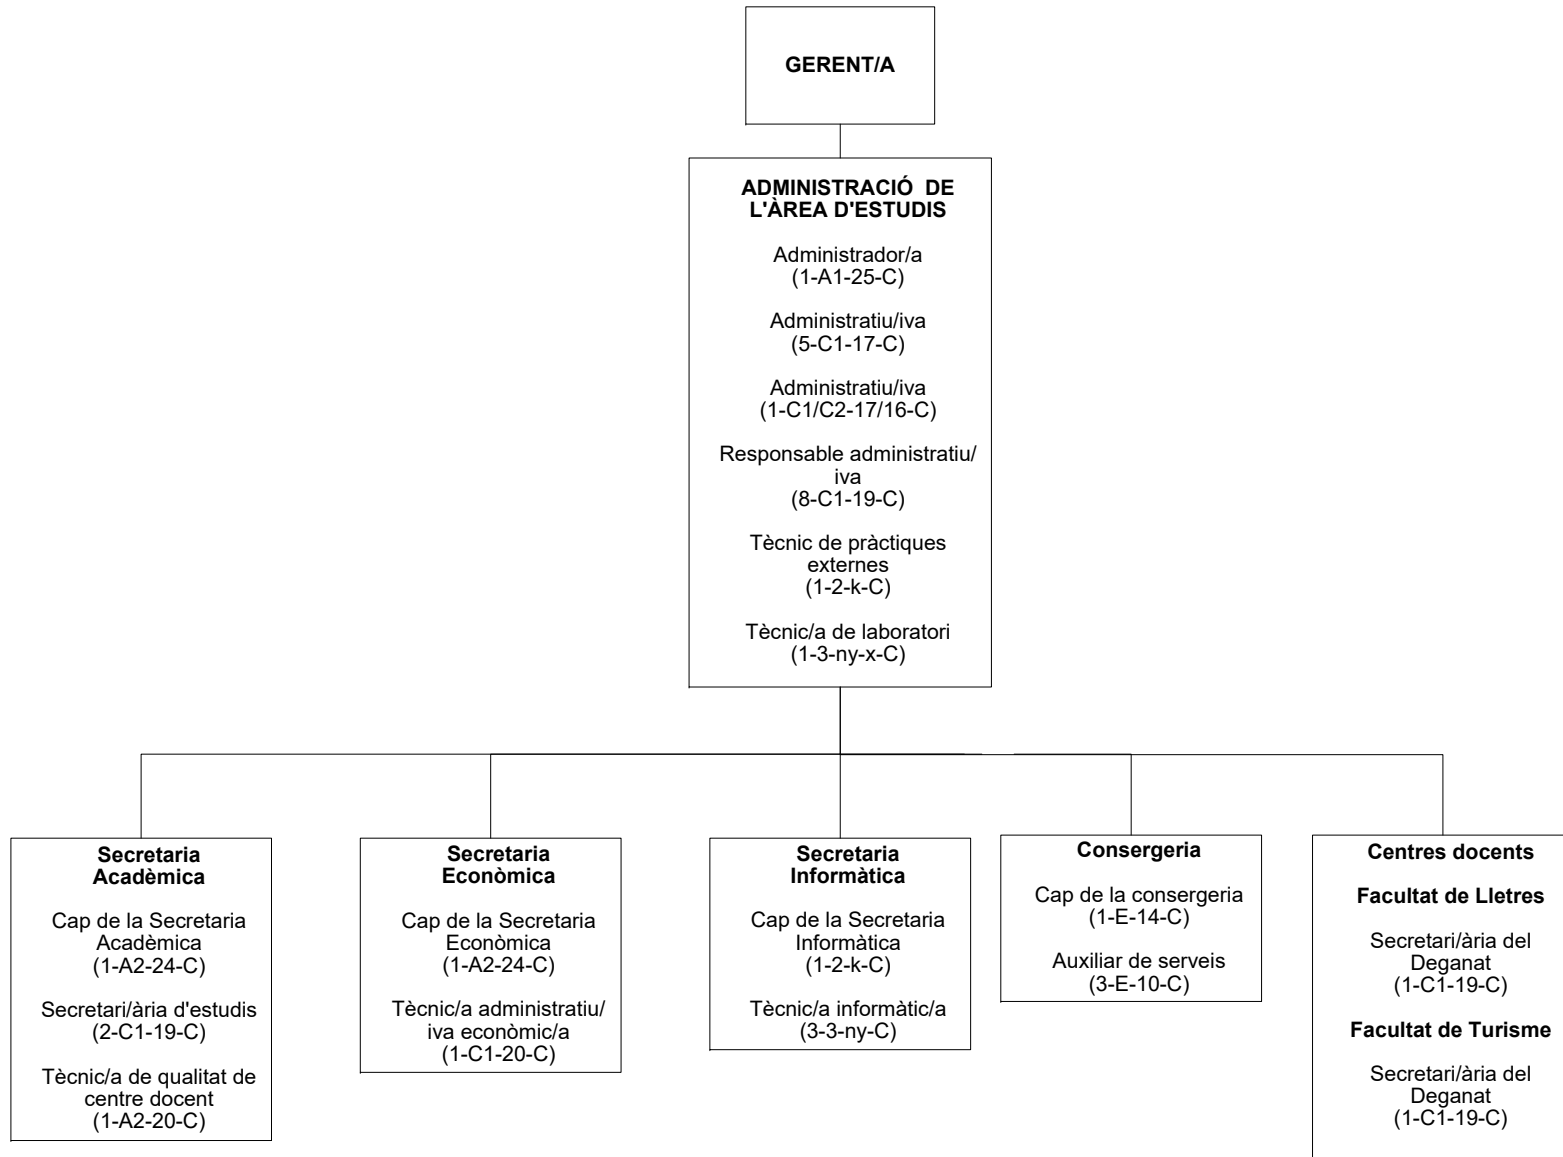 GERENT/A
ADMINISTRACIÓ DE
L'ÀREA D'ESTUDIS
Administrador/a
(1-A1-25-C)
Administratiu/iva
(5-C1-17-C)
Administratiu/iva
(1-C1/C2-17/16-C)
Responsable administratiu/
iva
(8-C1-19-C)
Tècnic de pràctiques
externes
(1-2-k-C)
Tècnic/a de laboratori
(1-3-ny-x-C)
Secretaria
Acadèmica
Cap de la Secretaria
Acadèmica
(1-A2-24-C)
Secretari/ària d'estudis
(2-C1-19-C)
Tècnic/a de qualitat de
centre docent
(1-A2-20-C)
Secretaria
Econòmica
Cap de la Secretaria
Econòmica
(1-A2-24-C)
Tècnic/a administratiu/
iva econòmic/a
(1-C1-20-C)
Secretaria
Informàtica
Cap de la Secretaria
Informàtica
(1-2-k-C)
Tècnic/a informàtic/a
(3-3-ny-C)
Consergeria
Cap de la consergeria
(1-E-14-C)
Auxiliar de serveis
(3-E-10-C)
Centres docents
Facultat de Lletres
Secretari/ària del
Deganat
(1-C1-19-C)
Facultat de Turisme
Secretari/ària del
Deganat
(1-C1-19-C)